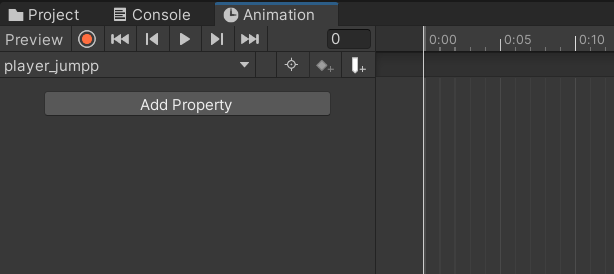 Project Console Animation
Preview 0 0:00 0:05 0:10
player_jumpp
Add Property